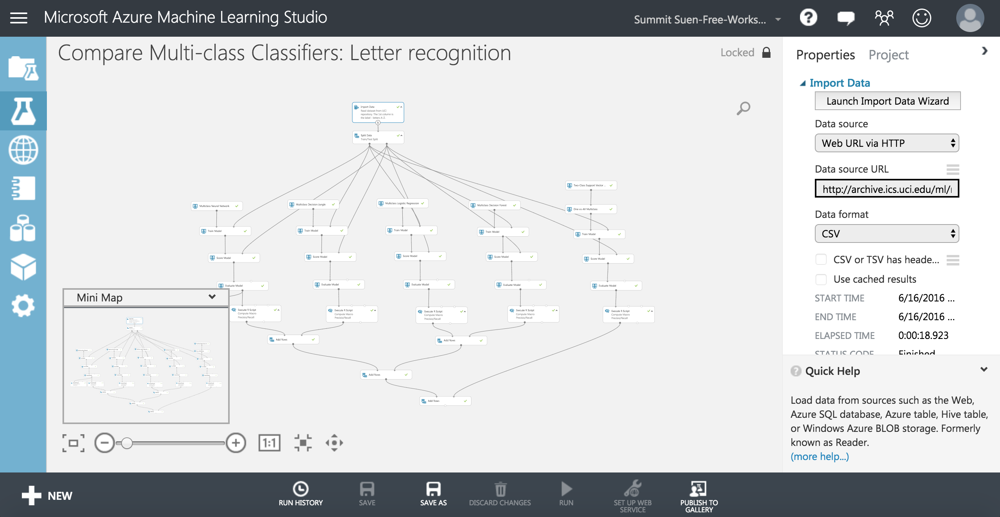 Microsoft Azure Machine Learning Studio
Summit Suen-Free-Works...
Compare Multi-class Classifiers: Letter recognition
Locked
Import Data
Read dataset from UCI
repository. The 1st column is
the label - letters A-Z.
1
Split Data
Train/Test Split
Two-Class Support Vector ...
Multiclass Neural Network
Multiclass Decision Jungle
Multiclass Logistic Regression
Multiclass Decision Forest
One-vs-All Multiclass
Train Model
Train Model
Train Model
Train Model
Train Model
Score Model
Score Model
Score Model
Score Model
Score Model
Evaluate Model
Evaluate Model
Evaluate Model
Evaluate Model
Evaluate Model
Execute R Script
Compute Macro
Precisio/Recall
Execute R Script
Compute Macro
Precisio/Recall
Execute R Script
Compute Macro
Precisio/Recall
Execute R Script
Compute Macro
Precisio/Recall
Execute R Script
Compute Macro
Precisio/Recall
Add Rows
Add Rows
Add Rows
Add Rows
Mini Map
1:1
Properties
Project
Import Data
Launch Import Data Wizard
Data source
Web URL via HTTP
Data source URL
http://archive.ics.uci.edu/ml/
Data format
CSV
CSV or TSV has heade...
Use cached results
START TIME 6/16/2016 ...
END TIME 6/16/2016 ...
ELAPSED TIME 0:00:18.923
STATUS CODE Finished
Quick Help
Load data from sources such as the Web,
Azure SQL database, Azure table, Hive table,
or Windows Azure BLOB storage. Formerly
known as Reader.
(more help...)
NEW
RUN HISTORY
SAVE
SAVE AS
DISCARD CHANGES
RUN
SET UP WEB
SERVICE
PUBLISH TO
GALLERY